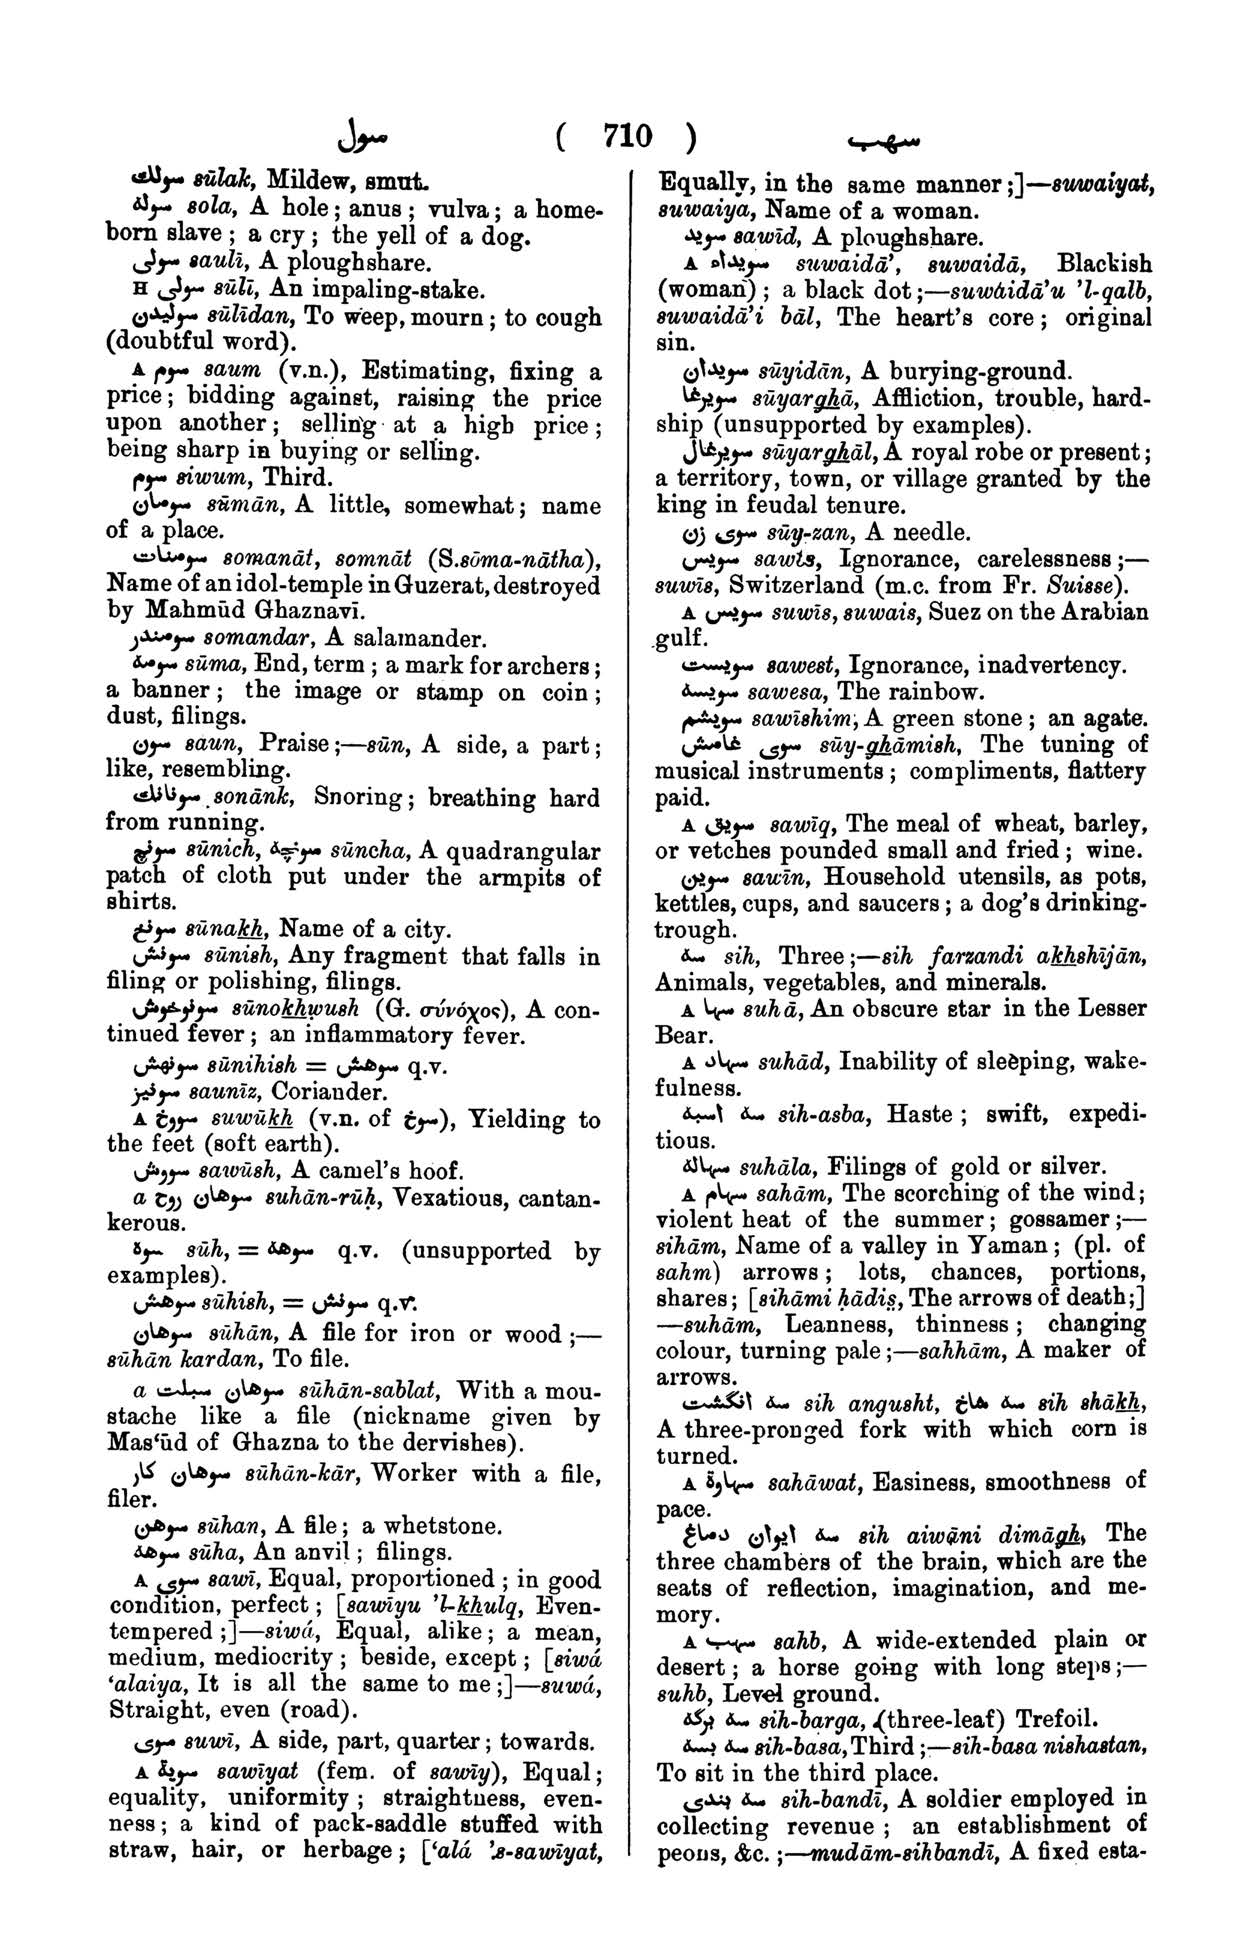 سول ( 710 ) سهب
سولك sūlak, Mildew, smut.
سوله sola, A hole; anus; vulva; a home-
born slave; a cry; the yell of a dog.
سولی saulī, A ploughshare.
H سولی sūlī, An impaling-stake.
سولیدن sūlīdan, To weep, mourn; to cough
(doubtful word).
A سوم saum (v.n.), Estimating, fixing a
price; bidding against, raising the price
upon another; selling at a high price;
being sharp in buying or selling.
سوم siwum, Third.
سومان sūmān, A little, somewhat; name
of a place.
سومنات somanāt, somnāt (S. sōma-nātha),
Name of an idol-temple in Guzerat, destroyed
by Mahmūd Ghaznavī.
سومندر somandar, A salamander.
سومه sūma, End, term; a mark for archers;
a banner; the image or stamp on coin;
dust, filings.
سون saun, Praise;—sūn, A side, a part;
like, resembling.
سونانك sonānk, Snoring; breathing hard
from running.
سونچ sūnich, سونچه sūncha, A quadrangular
patch of cloth put under the armpits of
shirts.
سونخ sūnakh, Name of a city.
سونش sūnish, Any fragment that falls in
filing or polishing, filings.
سونوخوش sūnokhwush (G. σύνόχος), A con-
tinued fever; an inflammatory fever.
سونهش sūnihish = سوهش q.v.
سونیز saunīz, Coriander.
A سووخ suwūkh (v.n. of سوخ), Yielding to
the feet (soft earth).
سووش sawūsh, A camel's hoof.
a سوهان روح suhān-rūḥ, Vexatious, cantan-
kerous.
سوه sūh, = سوهه q.v. (unsupported by
examples).
سوهش sūhish, = سونش q.v.
سوهان sūhān, A file for iron or wood;—
sūhān kardan, To file.
a سوهان سبلت sūhān-sablat, With a mou-
stache like a file (nickname given by
Mas‘ūd of Ghazna to the dervishes).
سوهان کار sūhān-kār, Worker with a file,
filer.
سوهن sūhan, A file; a whetstone.
سوهه sūha, An anvil; filings.
A سوی sawī, Equal, proportioned; in good
condition, perfect; [sawīyu 'l-khulq, Even-
tempered;]—siwá, Equal, alike; a mean,
medium, mediocrity; beside, except; [siwá
‘alaiya, It is all the same to me;]—suwá,
Straight, even (road).
سوی suwī, A side, part, quarter; towards.
A سویة sawīyat (fem. of sawīy), Equal;
equality, uniformity; straightness, even-
ness; a kind of pack-saddle stuffed with
straw, hair, or herbage; [‘alá 's-sawīyat,
Equally, in the same manner;]—suwaiyat,
suwaiya, Name of a woman.
سوید sawīd, A ploughshare.
A سویداء suwaidā', suwaidā, Blackish
(woman); a black dot;—suwaidā'u 'l-qalb,
suwaidā'i bāl, The heart's core; original
sin.
سویدان sūyidān, A burying-ground.
سویرغا sūyarghā, Affliction, trouble, hard-
ship (unsupported by examples).
سویرغال sūyarghāl, A royal robe or present;
a territory, town, or village granted by the
king in feudal tenure.
سوی زن sūy-zan, A needle.
سویس sawīs, Ignorance, carelessness;—
suwīs, Switzerland (m.c. from Fr. Suisse).
A سویس suwīs, suwais, Suez on the Arabian
gulf.
سویست sawest, Ignorance, inadvertency.
سویسه sawesa, The rainbow.
سویشم sawīshim, A green stone; an agate.
سوی غامش sūy-ghāmish, The tuning of
musical instruments; compliments, flattery
paid.
A سویق sawīq, The meal of wheat, barley,
or vetches pounded small and fried; wine.
سوین sawīn, Household utensils, as pots,
kettles, cups, and saucers; a dog's drinking-
trough.
سه sih, Three;—sih farzandi akhshījān,
Animals, vegetables, and minerals.
A سها suhā, An obscure star in the Lesser
Bear.
A سهاد suhād, Inability of sleeping, wake-
fulness.
سه اسبه sih-asba, Haste; swift, expedi-
tious.
سهاله suhāla, Filings of gold or silver.
A سهام sahām, The scorching of the wind;
violent heat of the summer; gossamer;—
sihām, Name of a valley in Yaman; (pl. of
sahm) arrows; lots, chances, portions,
shares; [sihāmi ḥādiṣ, The arrows of death;]
—suhām, Leanness, thinness; changing
colour, turning pale;—sahhām, A maker of
arrows.
سه انگشت sih angusht, سه شاخ sih shākh,
A three-pronged fork with which corn is
turned.
A سهاوة sahāwat, Easiness, smoothness of
pace.
سه ایوان دماغ sih aiwāni dimāgh, The
three chambers of the brain, which are the
seats of reflection, imagination, and me-
mory.
A سهب sahb, A wide-extended plain or
desert; a horse going with long steps;—
suhb, Level ground.
سه برگه sih-barga, (three-leaf) Trefoil.
سه بسه sih-basa, Third;—sih-basa nishastan,
To sit in the third place.
سه بندی sih-bandī, A soldier employed in
collecting revenue; an establishment of
peons, &c.;—mudām-sihbandī, A fixed esta-